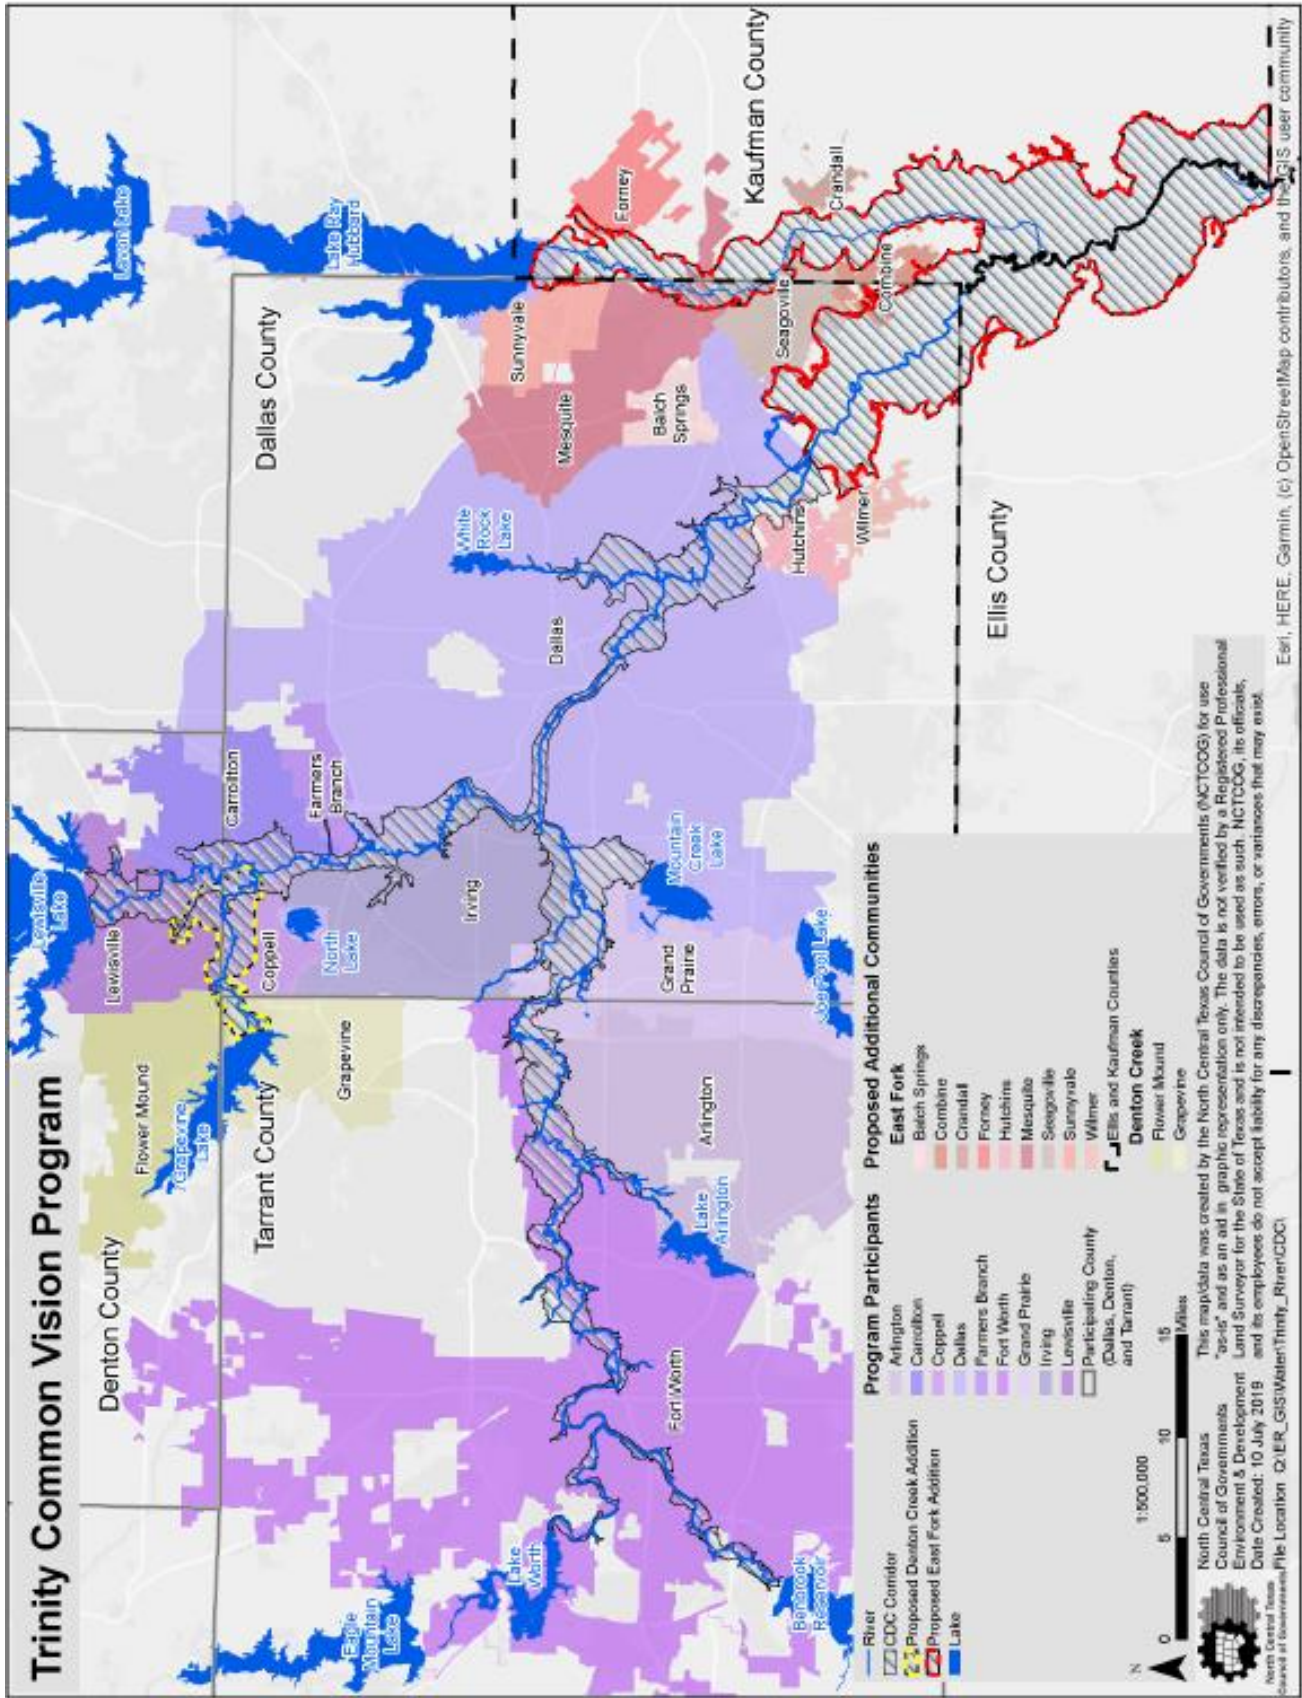 Trinity Common Vision Program
Denton County
Tarrant County
Dallas County
Kaufman County
Ellis County
Eagle
Mountain
Lake
Lake
Worth
Benbrook
Reservoir
Fort Worth
Lake
Arlington
Arlington
Flower Mound
Grapevine
Lake
Grapevine
Lewisville
Lake
Lewisville
Coppell
North
Lake
Carrollton
Farmers
Branch
Irving
Grand
Prairie
Mountain
Creek
Lake
Joe Pool Lake
Dallas
White
Rock
Lake
Lavon Lake
Lake Ray
Hubbard
Sunnyvale
Mesquite
Balch
Springs
Seagoville
Combine
Crandall
Forney
Hutchins
Wilmer
River
CDC Corridor
Proposed Denton Creek Addition
Proposed East Fork Addition
Lake
Program Participants
Arlington
Carrollton
Coppell
Dallas
Farmers Branch
Fort Worth
Grand Prairie
Irving
Lewisville
Participating County
(Dallas, Denton,
and Tarrant)
Proposed Additional Communities
East Fork
Balch Springs
Combine
Crandall
Forney
Hutchins
Mesquite
Seagoville
Sunnyvale
Wilmer
Ellis and Kaufman Counties
Denton Creek
Flower Mound
Grapevine
N
1:500,000
0 5 10 15
Miles
North Central Texas
Council of Governments
North Central Texas
Council of Governments
Environment & Development
Date Created: 10 July 2019
File Location Q:\ER_GIS\Water\Trinity_River\CDC\
This map/data was created by the North Central Texas Council of Governments (NCTCOG) for use
"as-is" and as an aid in graphic representation only. The data is not verified by a Registered Professional
Land Surveyor for the State of Texas and is not intended to be used as such. NCTCOG, its officials,
and its employees do not accept liability for any discrepancies, errors, or variances that may exist.
Esri, HERE, Garmin, (c) OpenStreetMap contributors, and the GIS user community